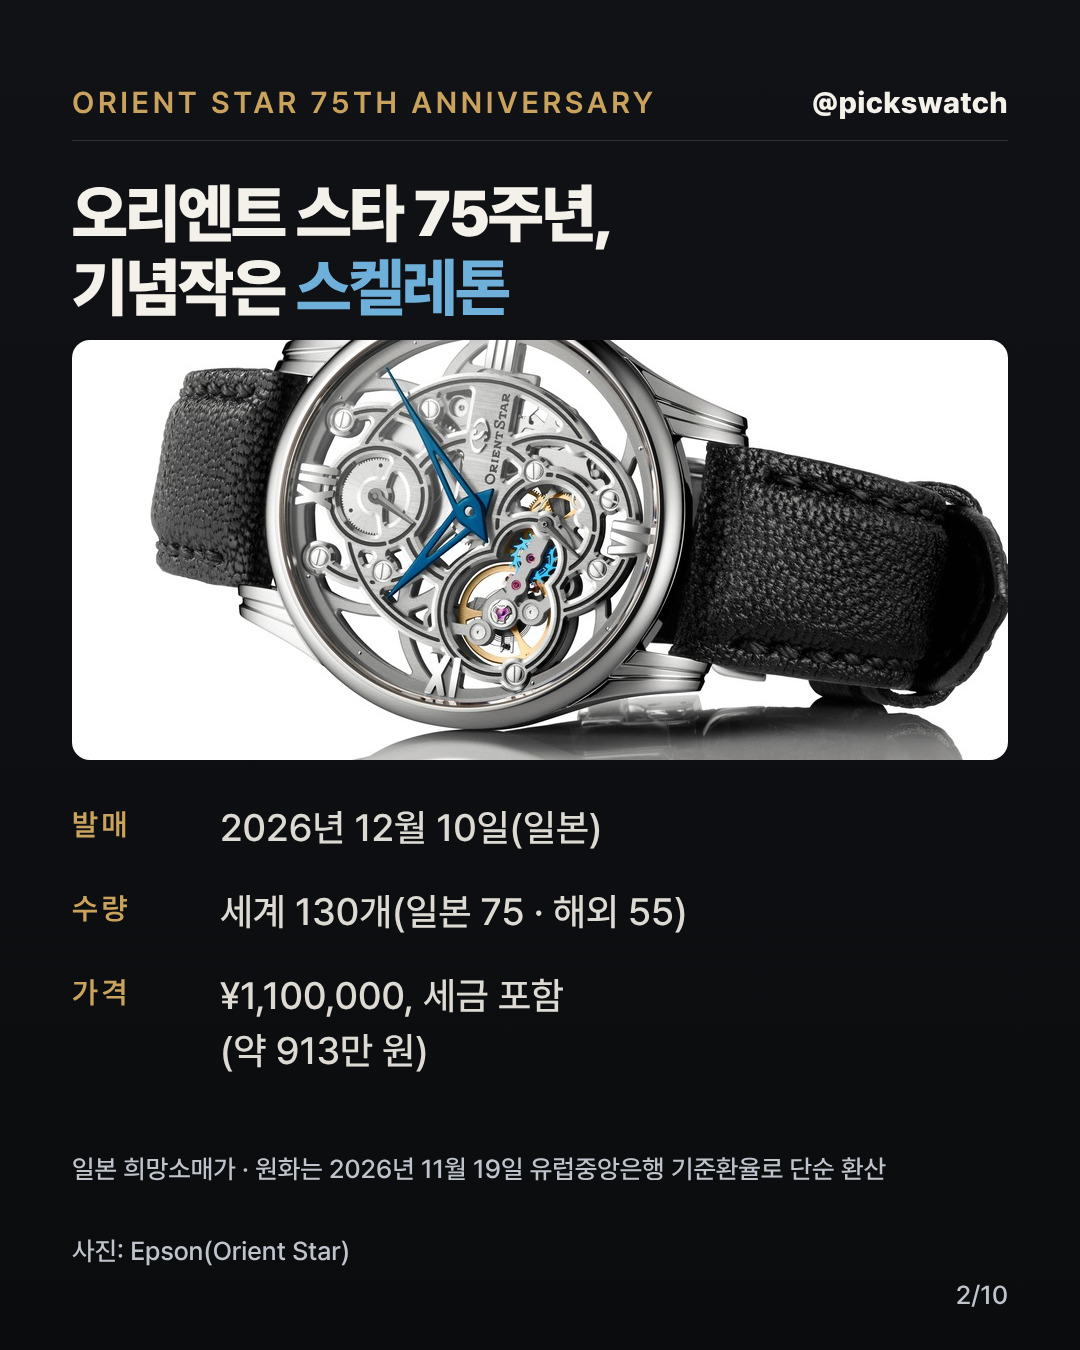 ORIENT STAR 75TH ANNIVERSARY
@pickswatch
오리엔트 스타 75주년,
기념작은 스켈레톤
ORIENT STAR
XII
III
VI
IX
발매
2026년 12월 10일(일본)
수량
세계 130개(일본 75 · 해외 55)
가격
¥1,100,000, 세금 포함
(약 913만 원)
일본 희망소매가 · 원화는 2026년 11월 19일 유럽중앙은행 기준환율로 단순 환산
사진: Epson(Orient Star)
2/10